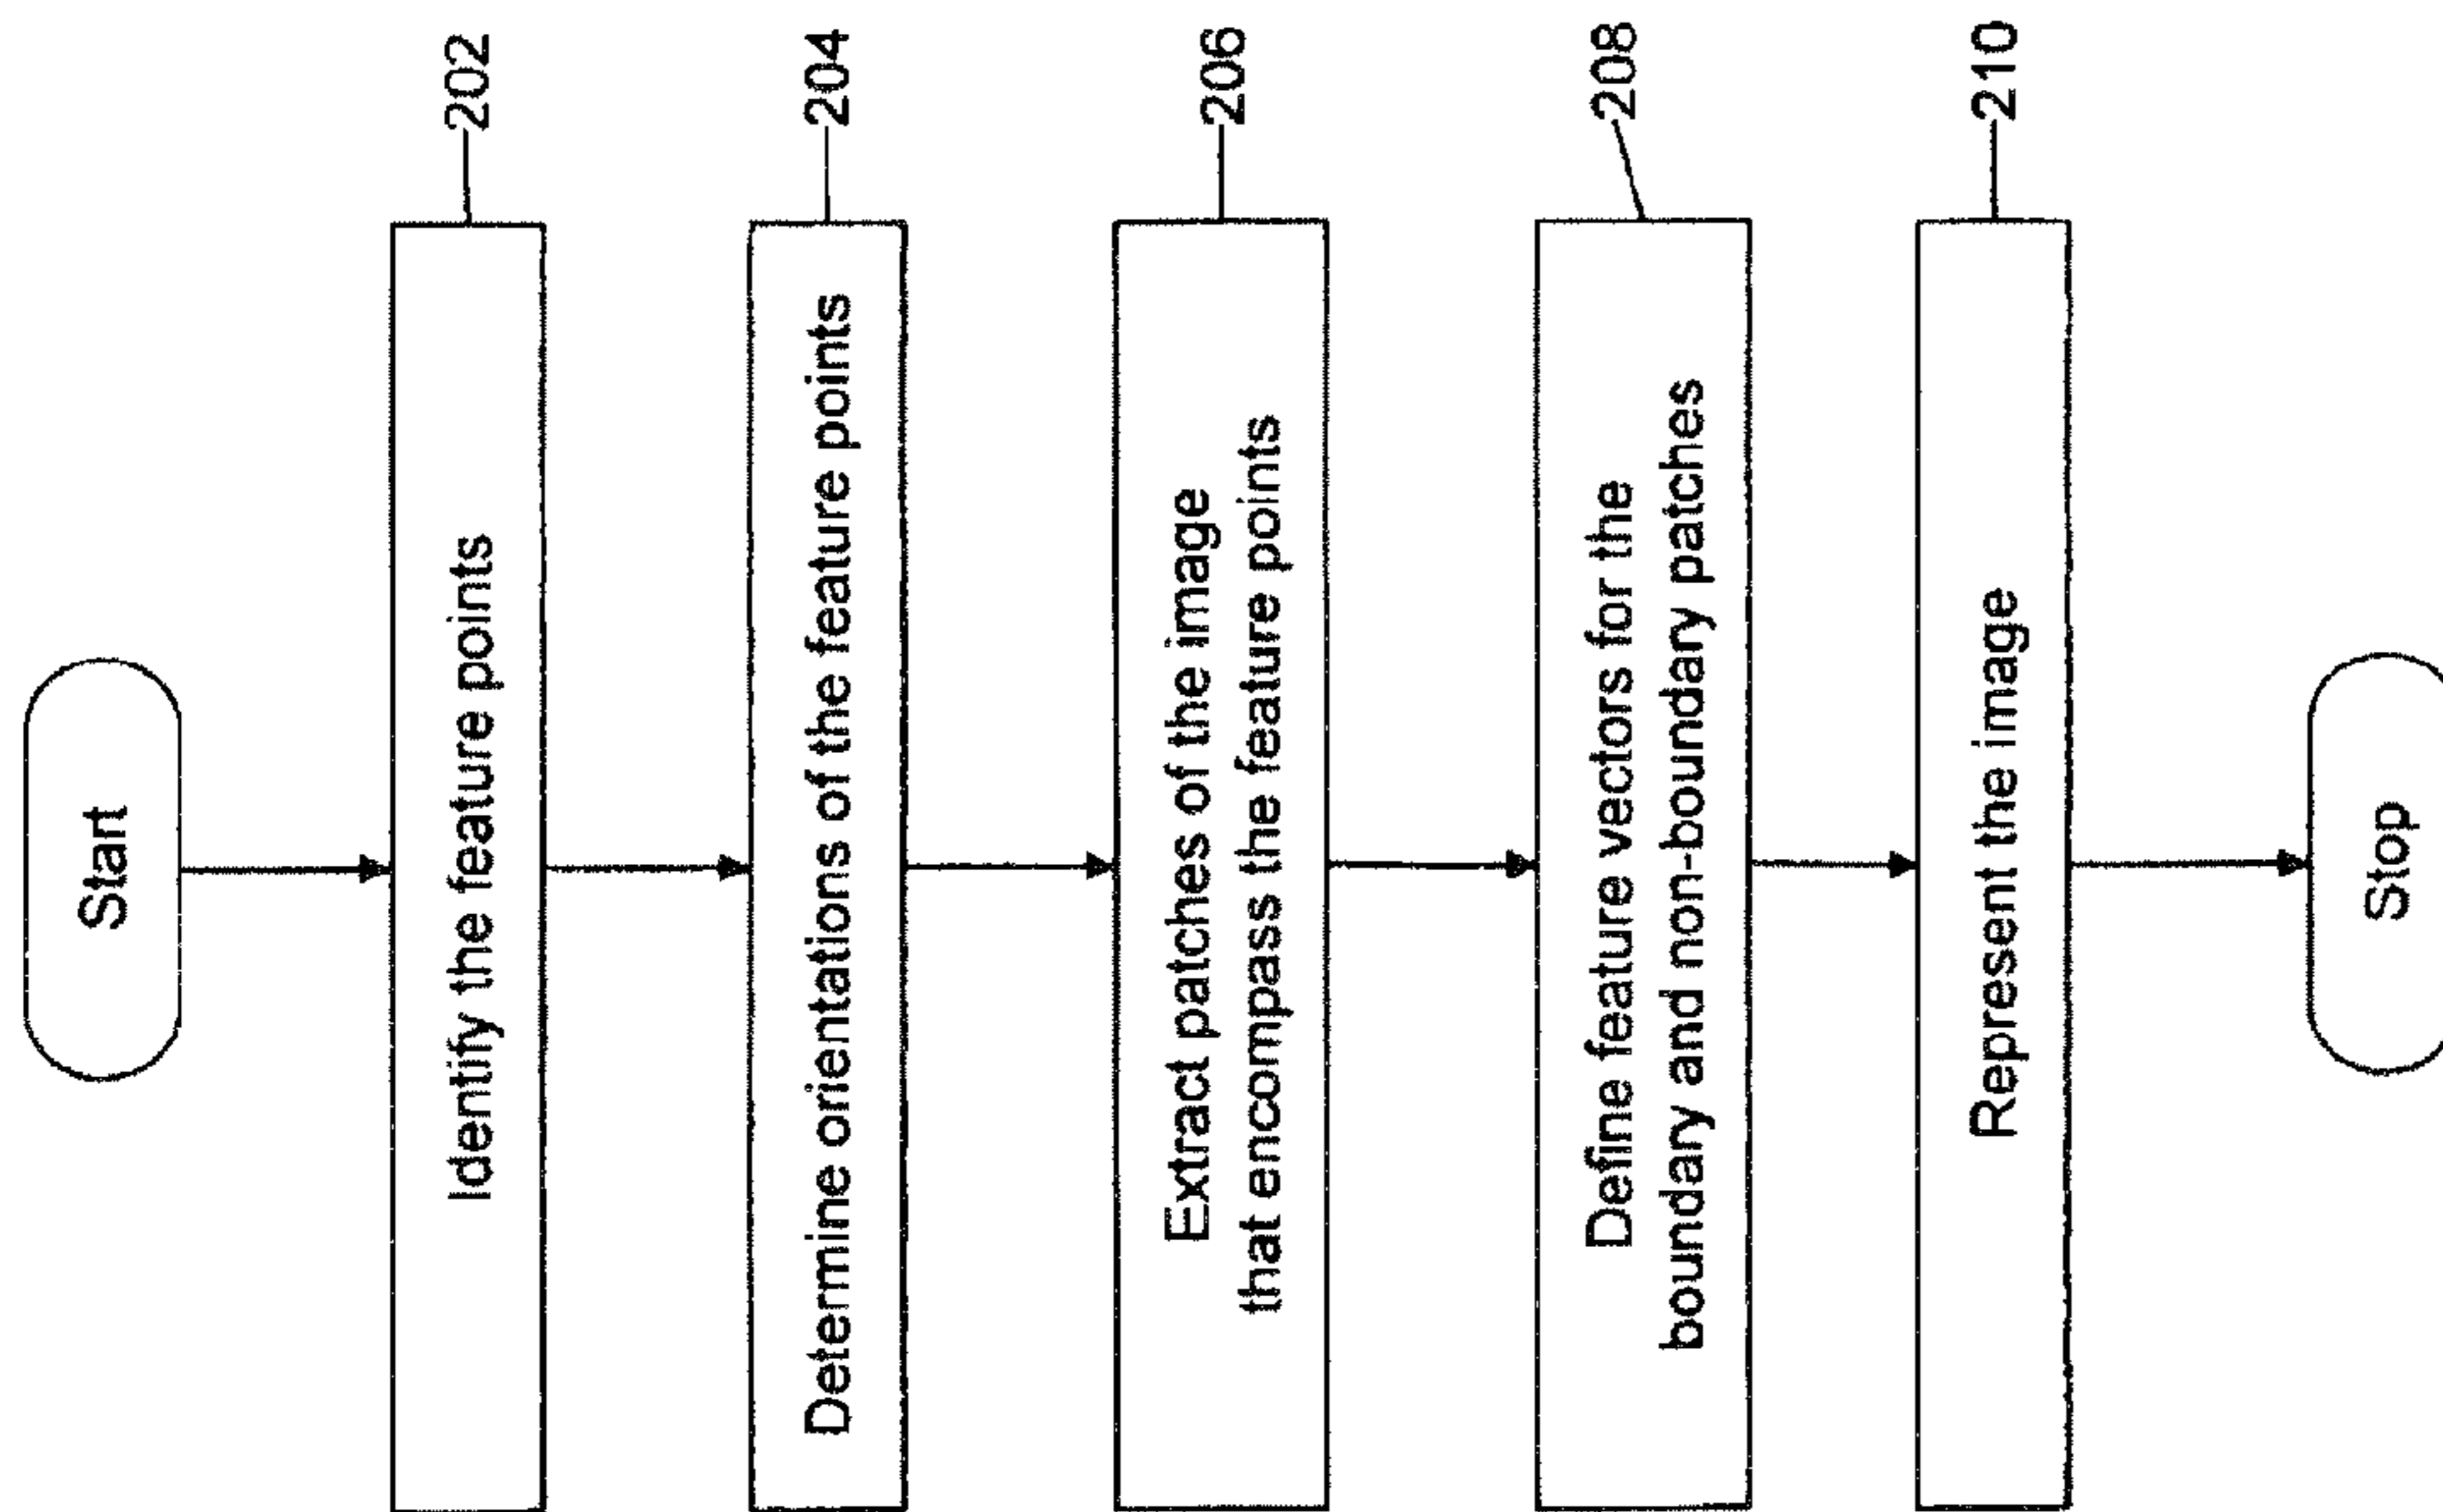 Start
Identify the feature points
202
Determine orientations of the feature points
204
Extract patches of the image
that encompass the feature points
206
Define feature vectors for the
boundary and non-boundary patches
208
Represent the image
210
Stop